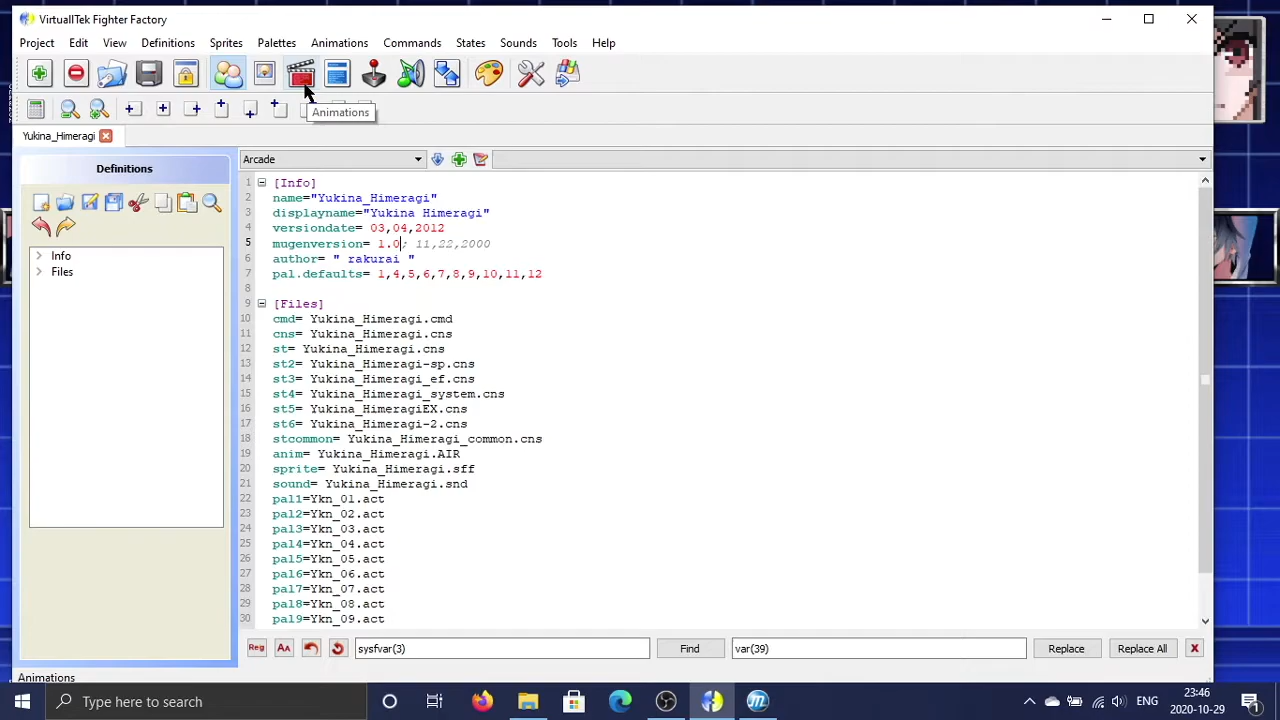 VirtuallTek Fighter Factory
Project Edit View Definitions Sprites Palettes Animations Commands States Sounds Tools Help
Animations
Yukina_Himeragi
Definitions
Arcade
Info
Files
1 [Info]
2 name="Yukina_Himeragi"
3 displayname="Yukina Himeragi"
4 versiondate= 03,04,2012
5 mugenversion= 1.0; 11,22,2000
6 author= " rakurai "
7 pal.defaults= 1,4,5,6,7,8,9,10,11,12
8
9 [Files]
10 cmd= Yukina_Himeragi.cmd
11 cns= Yukina_Himeragi.cns
12 st= Yukina_Himeragi.cns
13 st2= Yukina_Himeragi-sp.cns
14 st3= Yukina_Himeragi_ef.cns
15 st4= Yukina_Himeragi_system.cns
16 st5= Yukina_HimeragiEX.cns
17 st6= Yukina_Himeragi-2.cns
18 stcommon= Yukina_Himeragi_common.cns
19 anim= Yukina_Himeragi.AIR
20 sprite= Yukina_Himeragi.sff
21 sound= Yukina_Himeragi.snd
22 pal1=Ykn_01.act
23 pal2=Ykn_02.act
24 pal3=Ykn_03.act
25 pal4=Ykn_04.act
26 pal5=Ykn_05.act
27 pal6=Ykn_06.act
28 pal7=Ykn_07.act
29 pal8=Ykn_08.act
30 pal9=Ykn_09.act
Reg AA sysfvar(3) Find var(39) Replace Replace All
Animations
Type here to search
ENG
23:46
2020-10-29
1